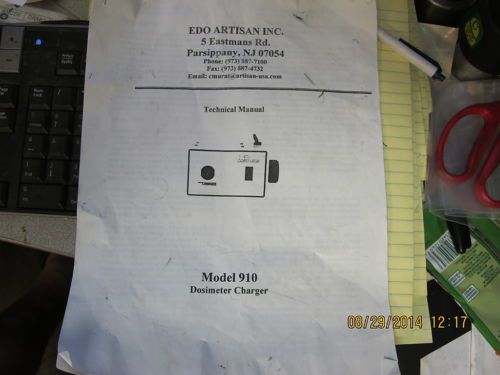 EDO ARTISAN INC.
5 Eastmans Rd.
Parsippany, NJ 07054
Phone: (973) 887-7100
Fax: (973) 887-4732
Email: cmurat@artisan-usa.com
Technical Manual
Model 910
Dosimeter Charger
08/29/2014 12:17